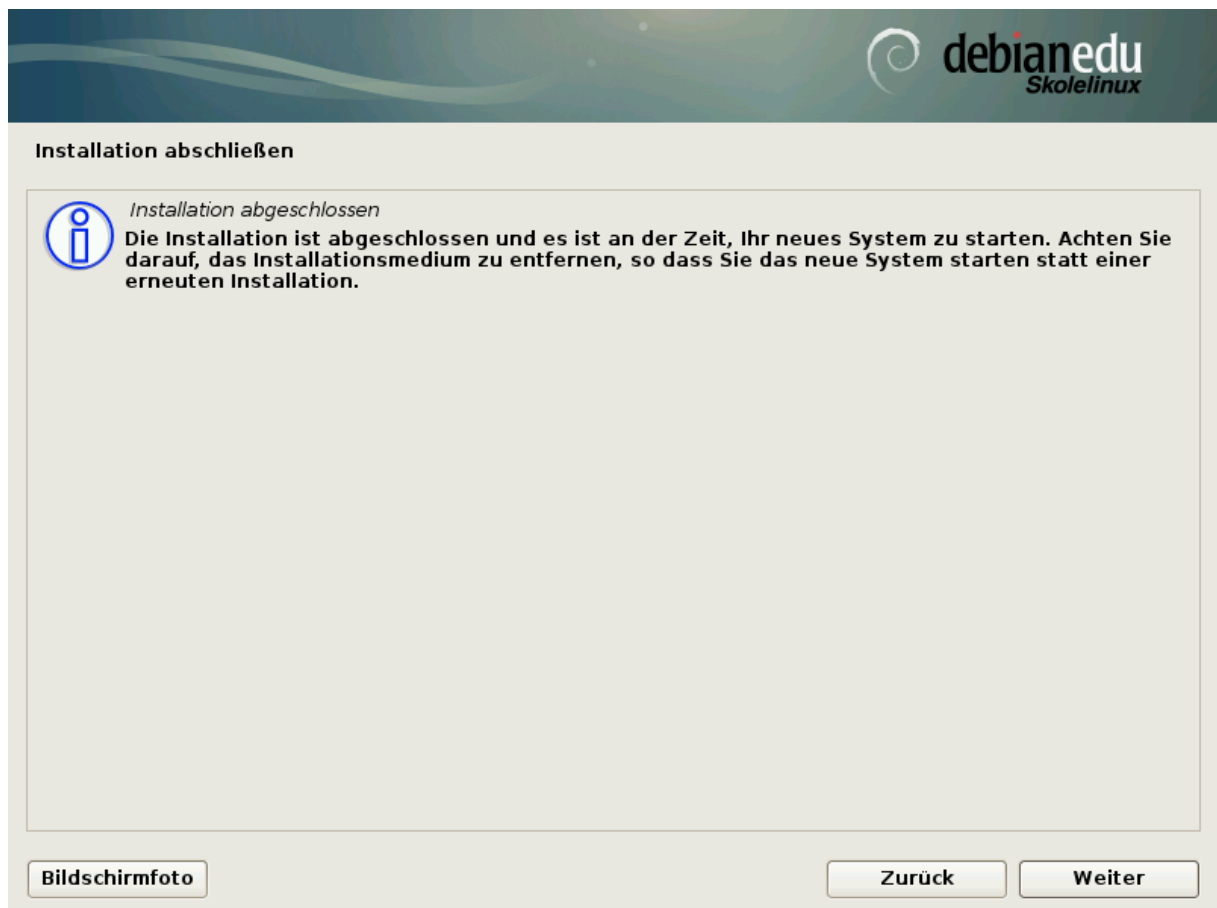 debianedu
Skolelinux
Installation abschließen
Installation abgeschlossen
Die Installation ist abgeschlossen und es ist an der Zeit, Ihr neues System zu starten. Achten Sie
darauf, das Installationsmedium zu entfernen, so dass Sie das neue System starten statt einer
erneuten Installation.
Bildschirmfoto
Zurück
Weiter